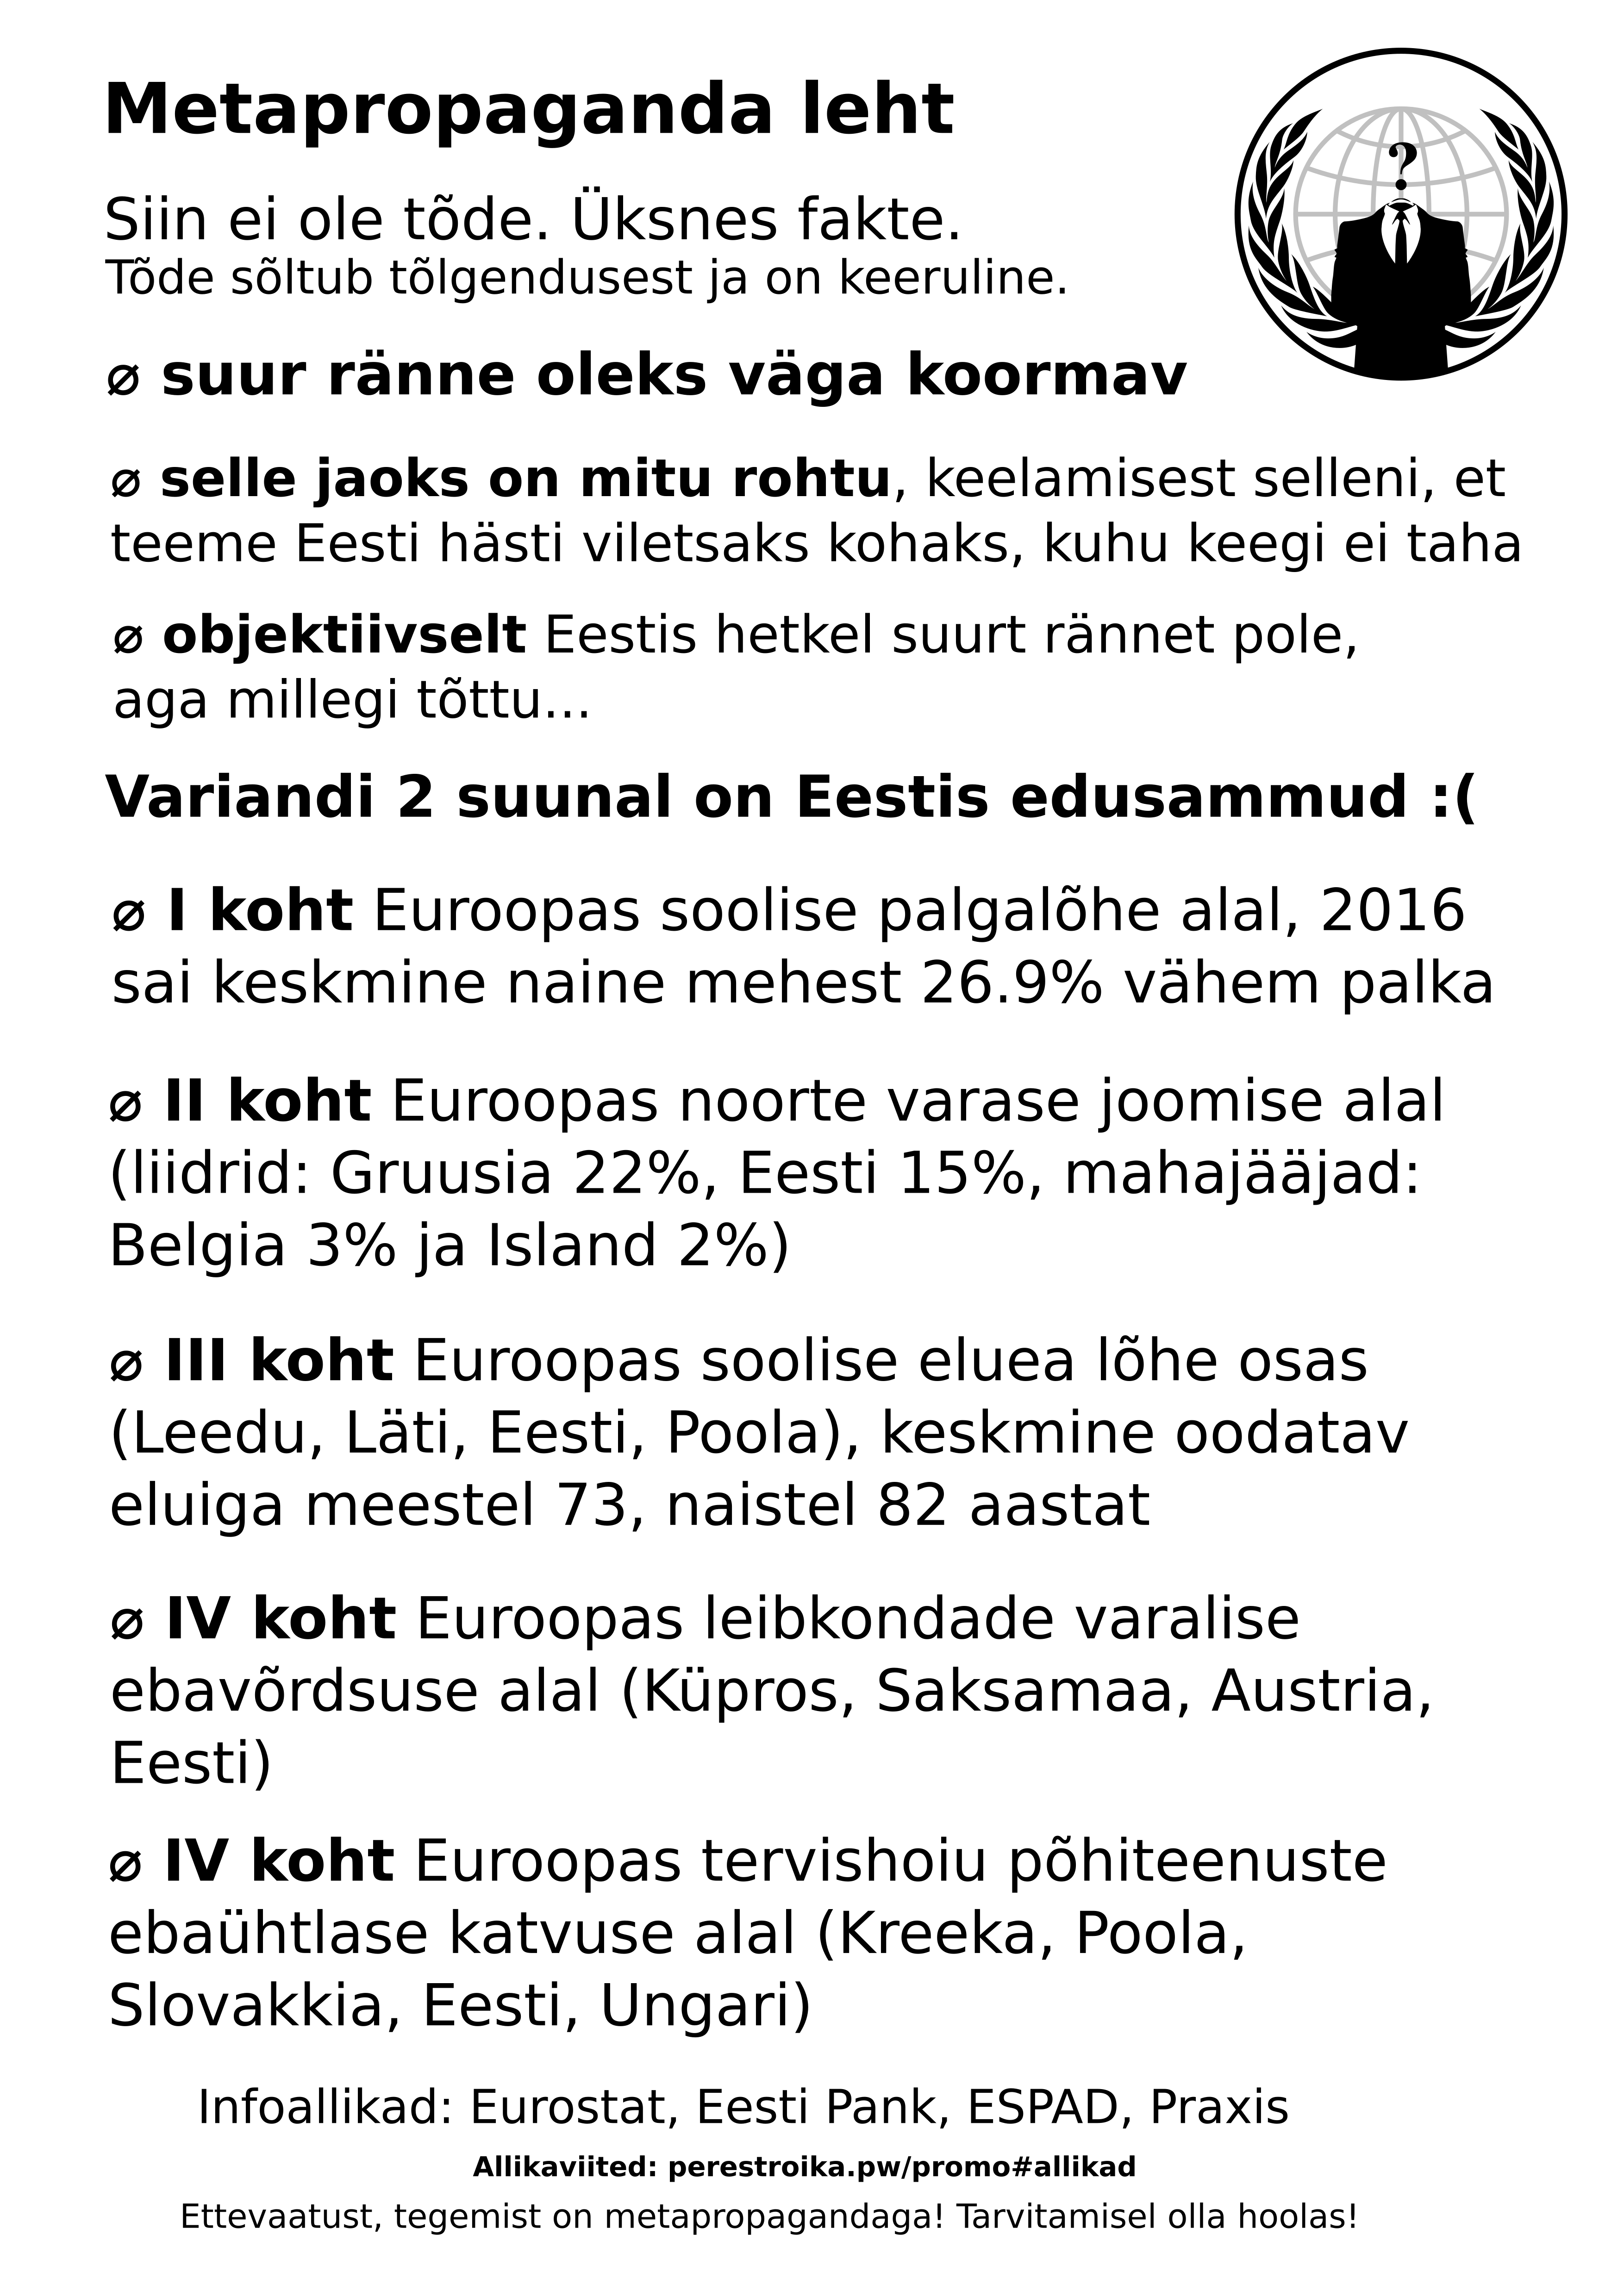 Metapropaganda leht
?
Siin ei ole tõde. Üksnes fakte.
Tõde sõltub tõlgendusest ja on keeruline.
⌀ suur ränne oleks väga koormav
⌀ selle jaoks on mitu rohtu, keelamisest selleni, et
teeme Eesti hästi viletsaks kohaks, kuhu keegi ei taha
⌀ objektiivselt Eestis hetkel suurt rännet pole,
aga millegi tõttu...
Variandi 2 suunal on Eestis edusammud :(
⌀ I koht Euroopas soolise palgalõhe alal, 2016
sai keskmine naine mehest 26.9% vähem palka
⌀ II koht Euroopas noorte varase joomise alal
(liidrid: Gruusia 22%, Eesti 15%, mahajääjad:
Belgia 3% ja Island 2%)
⌀ III koht Euroopas soolise eluea lõhe osas
(Leedu, Läti, Eesti, Poola), keskmine oodatav
eluiga meestel 73, naistel 82 aastat
⌀ IV koht Euroopas leibkondade varalise
ebavõrdsuse alal (Küpros, Saksamaa, Austria,
Eesti)
⌀ IV koht Euroopas tervishoiu põhiteenuste
ebaühtlase katvuse alal (Kreeka, Poola,
Slovakkia, Eesti, Ungari)
Infoallikad: Eurostat, Eesti Pank, ESPAD, Praxis
Allikaviited: perestroika.pw/promo#allikad
Ettevaatust, tegemist on metapropagandaga! Tarvitamisel olla hoolas!